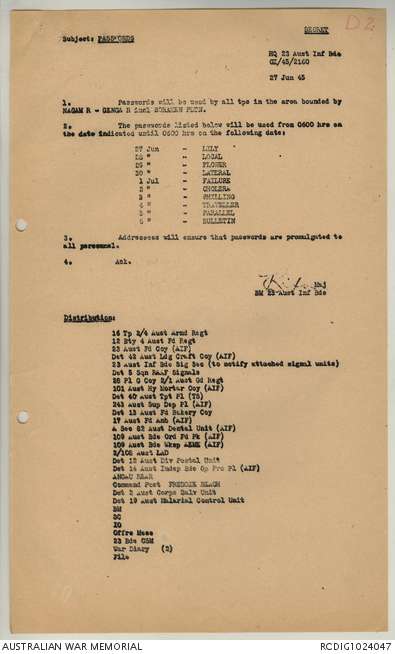 D2
SECRET
Subject: PASSWORDS
HQ 23 Aust Inf Bde
GI/45/2160
27 Jun 45
1. Passwords will be used by all tps in the area bounded by
MAGAM R - GENGA R incl SORAKEN PLTN.
2. The passwords listed below will be used from 0600 hrs on
the date indicated until 0600 hrs on the following date:
27 Jun - LILY
28 " - LOCAL
29 " - FLOWER
30 " - LATERAL
1 Jul - FAILURE
2 " - CHOLERA
3 " - SHELLING
4 " - TRAVELLER
5 " - PARALLEL
6 " - BULLETIN
3. Addressees will ensure that passwords are promulgated to
all personnel.
4. Ack.
Maj
BM 23 Aust Inf Bde
Distribution:
16 Tp 2/4 Aust Armd Regt
12 Bty 4 Aust Fd Regt
23 Aust Fd Coy (AIF)
Det 42 Aust Ldg Craft Coy (AIF)
23 Aust Inf Bde Sig Sec (to notify attached signal units)
Det 5 Sqn RAAF Signals
28 Pl G Coy 2/1 Aust Gd Regt
101 Aust Hy Mortar Coy (AIF)
Det 40 Aust Tpt Pl (TS)
243 Aust Sup Dep Pl (AIF)
Det 13 Aust Fd Bakery Coy
17 Aust Fd Amb (AIF)
A Sec 62 Aust Dental Unit (AIF)
109 Aust Bde Ord Fd Pk (AIF)
109 Aust Bde Wksp AEME (AIF)
2/108 Aust LAD
Det 12 Aust Div Postal Unit
Det 14 Aust Indep Bde Op Pro Pl (AIF)
ANGAU REAR
Command Post FREDDIE BEACH
Det 2 Aust Corps Salv Unit
Det 19 Aust Malarial Control Unit
BM
SC
IO
Offrs Mess
23 Bde CSM
War Diary (2)
File
AUSTRALIAN WAR MEMORIAL
RCDIG1024047